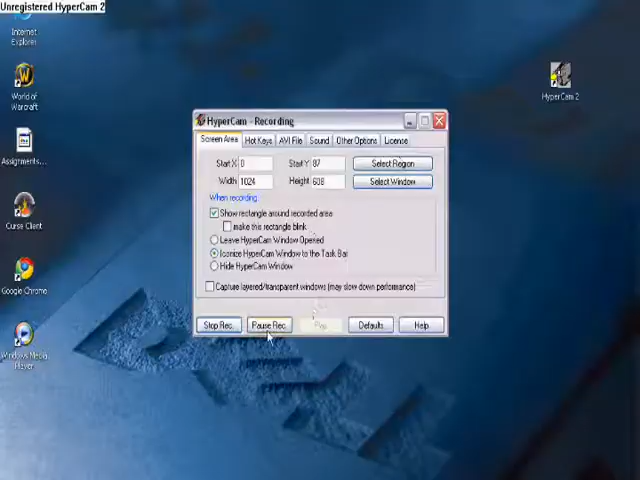 Unregistered HyperCam 2
Internet
Explorer
World of
Warcraft
Assignments...
Curse Client
Google Chrome
Windows Media
Player
HyperCam 2
HyperCam - Recording
Screen Area Hot Keys AVI File Sound Other Options License
Start X 0 Start Y 87 Select Region
Width 1024 Height 608 Select Window
When recording:
Show rectangle around recorded area
make this rectangle blink
Leave HyperCam Window Opened
Iconize HyperCam Window to the Task Bar
Hide HyperCam Window
Capture layered/transparent windows (may slow down performance)
Stop Rec. Pause Rec Play Defaults Help
DELL